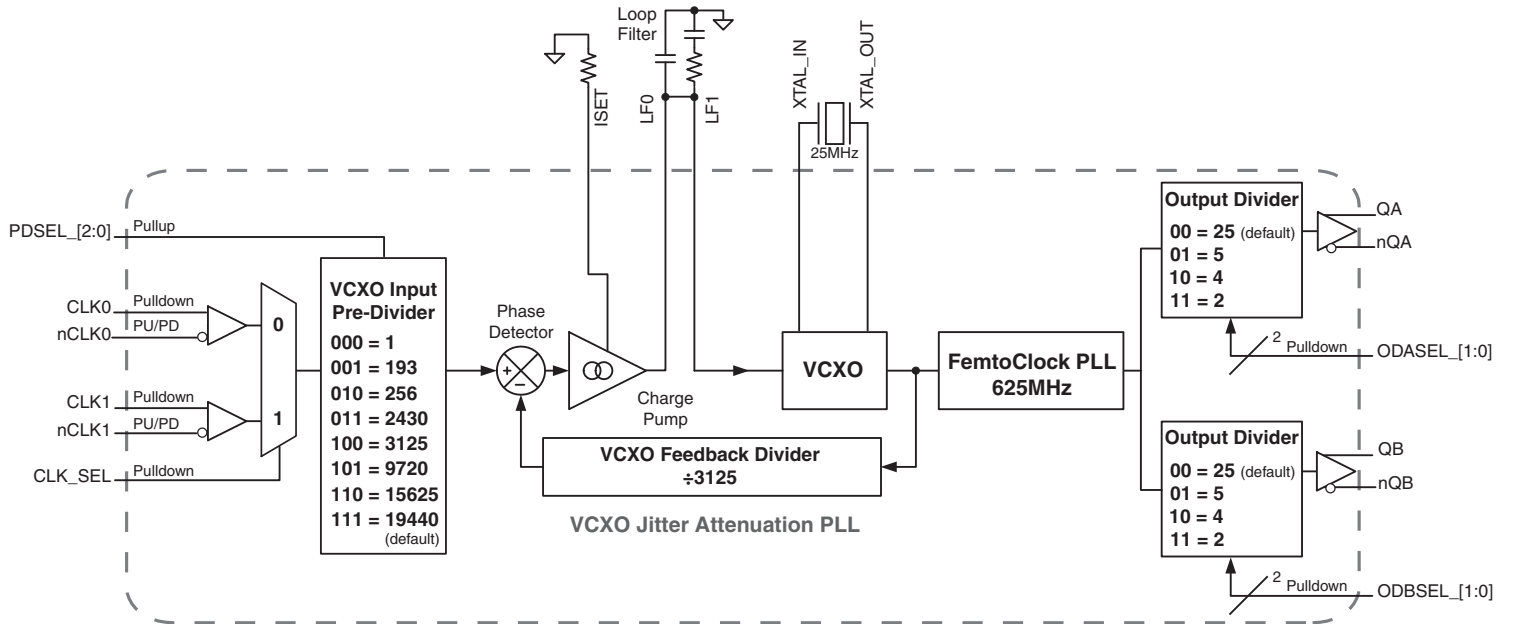 Loop
Filter
ISET
LF0
LF1
XTAL_IN
XTAL_OUT
25MHz
PDSEL_[2:0]
Pullup
CLK0
Pulldown
nCLK0
PU/PD
CLK1
Pulldown
nCLK1
PU/PD
CLK_SEL
Pulldown
0
1
VCXO Input
Pre-Divider
000 = 1
001 = 193
010 = 256
011 = 2430
100 = 3125
101 = 9720
110 = 15625
111 = 19440
(default)
Phase
Detector
+
–
Charge
Pump
VCXO Feedback Divider
÷3125
VCXO Jitter Attenuation PLL
VCXO
FemtoClock PLL
625MHz
Output Divider
00 = 25 (default)
01 = 5
10 = 4
11 = 2
QA
nQA
2
Pulldown
ODASEL_[1:0]
Output Divider
00 = 25 (default)
01 = 5
10 = 4
11 = 2
QB
nQB
2
Pulldown
ODBSEL_[1:0]